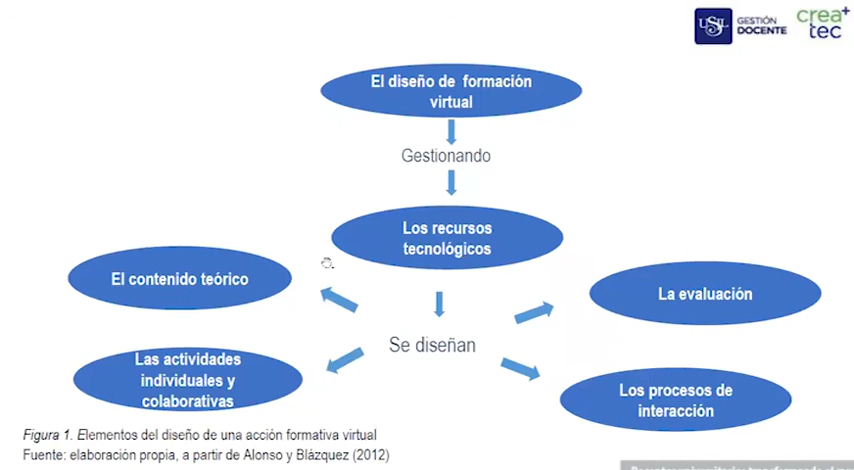 USIL GESTIÓN
DOCENTE
crea+
tec
El diseño de formación
virtual
Gestionando
Los recursos
tecnológicos
El contenido teórico
La evaluación
Se diseñan
Las actividades
individuales y
colaborativas
Los procesos de
interacción
Figura 1. Elementos del diseño de una acción formativa virtual
Fuente: elaboración propia, a partir de Alonso y Blázquez (2012)